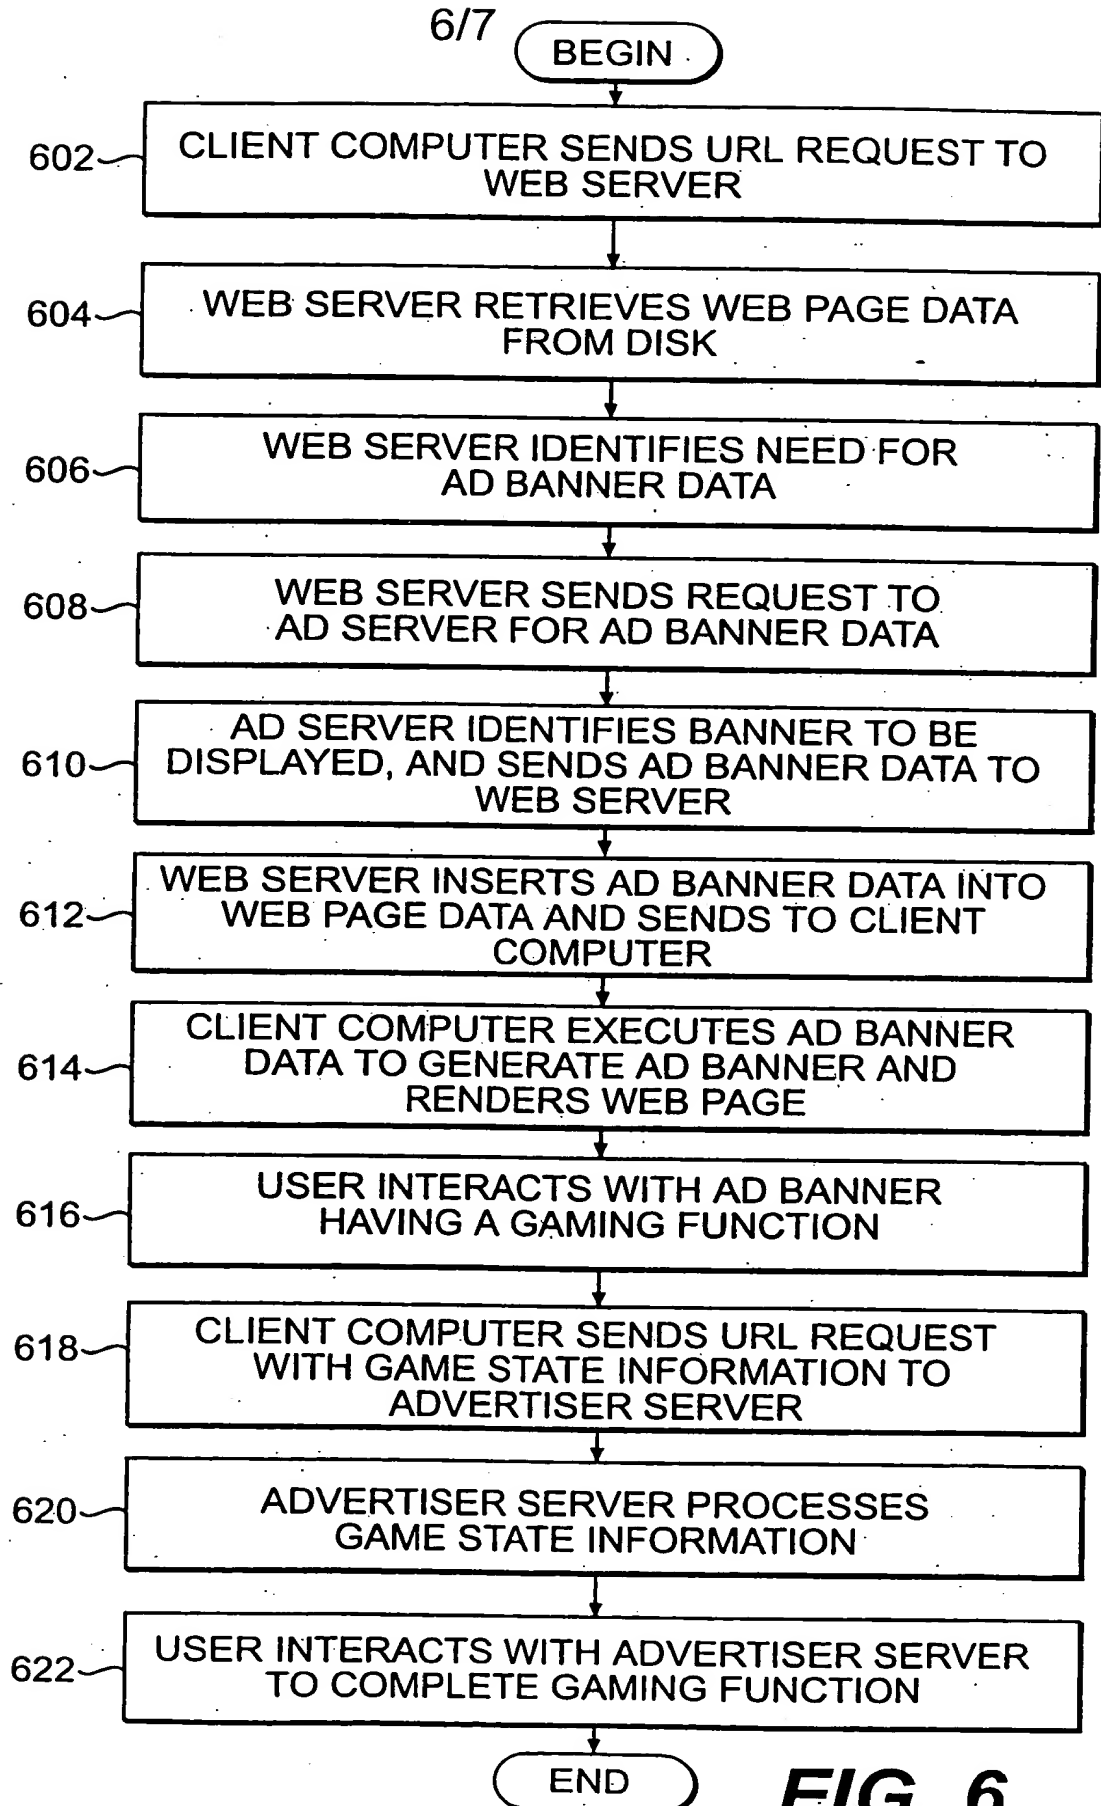 6/7
BEGIN
602
CLIENT COMPUTER SENDS URL REQUEST TO
WEB SERVER
604
WEB SERVER RETRIEVES WEB PAGE DATA
FROM DISK
606
WEB SERVER IDENTIFIES NEED FOR
AD BANNER DATA
608
WEB SERVER SENDS REQUEST TO
AD SERVER FOR AD BANNER DATA
610
AD SERVER IDENTIFIES BANNER TO BE
DISPLAYED, AND SENDS AD BANNER DATA TO
WEB SERVER
612
WEB SERVER INSERTS AD BANNER DATA INTO
WEB PAGE DATA AND SENDS TO CLIENT
COMPUTER
614
CLIENT COMPUTER EXECUTES AD BANNER
DATA TO GENERATE AD BANNER AND
RENDERS WEB PAGE
616
USER INTERACTS WITH AD BANNER
HAVING A GAMING FUNCTION
618
CLIENT COMPUTER SENDS URL REQUEST
WITH GAME STATE INFORMATION TO
ADVERTISER SERVER
620
ADVERTISER SERVER PROCESSES
GAME STATE INFORMATION
622
USER INTERACTS WITH ADVERTISER SERVER
TO COMPLETE GAMING FUNCTION
END
FIG. 6